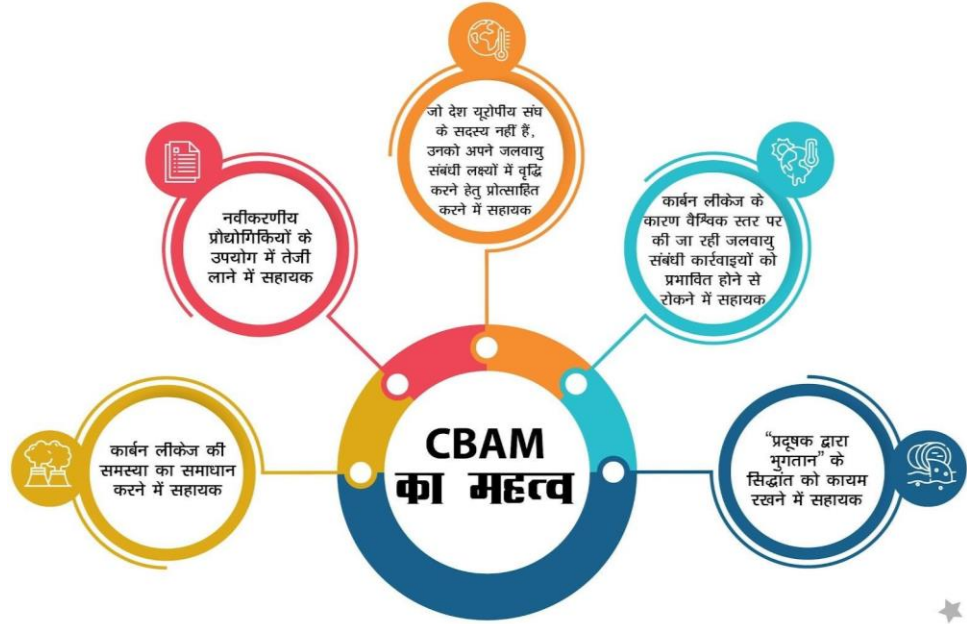 कार्बन लीकेज की
समस्या का समाधान
करने में सहायक
नवीकरणीय
प्रौद्योगिकियों के
उपयोग में तेजी
लाने में सहायक
जो देश यूरोपीय संघ
के सदस्य नहीं हैं,
उनको अपने जलवायु
संबंधी लक्ष्यों में वृद्धि
करने हेतु प्रोत्साहित
करने में सहायक
कार्बन लीकेज के
कारण वैश्विक स्तर पर
की जा रही जलवायु
संबंधी कार्रवाइयों को
प्रभावित होने से
रोकने में सहायक
“प्रदूषक द्वारा
भुगतान” के
सिद्धांत को कायम
रखने में सहायक
CBAM
का महत्व